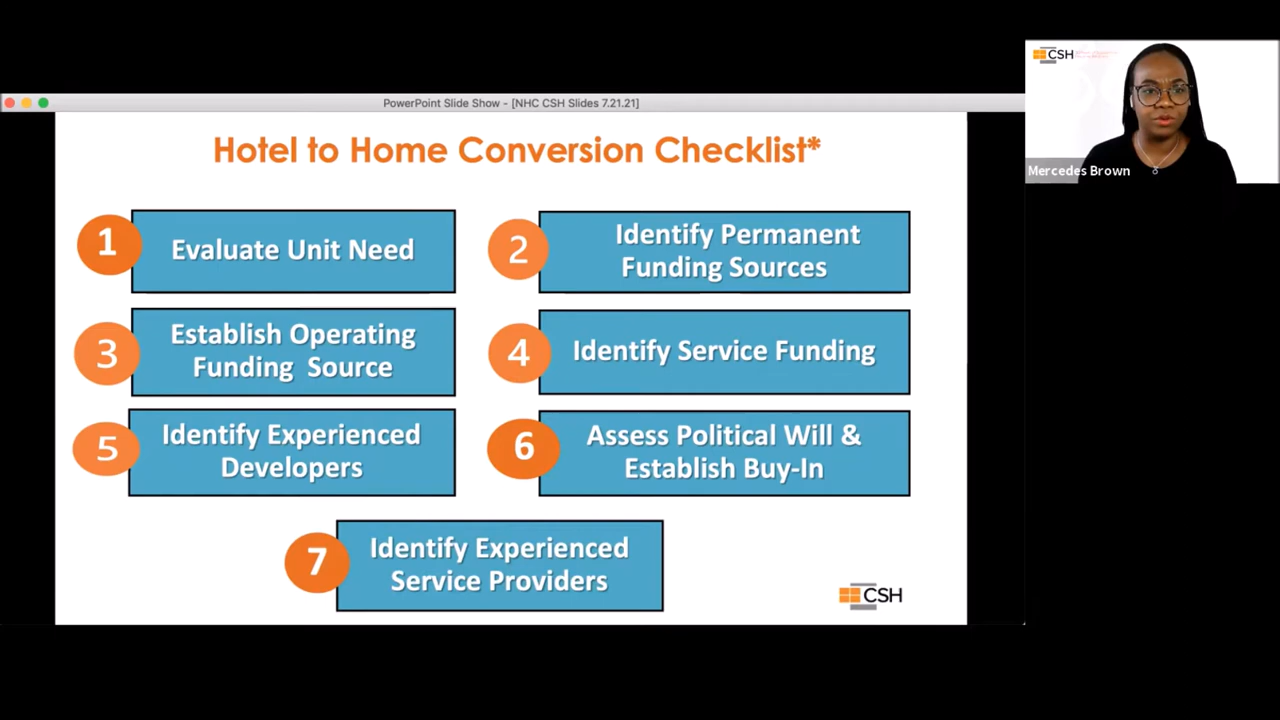 CSH
Mercedes Brown
PowerPoint Slide Show - [NHC CSH Slides 7.21.21]
Hotel to Home Conversion Checklist*
1
Evaluate Unit Need
2
Identify Permanent
Funding Sources
3
Establish Operating
Funding Source
4
Identify Service Funding
5
Identify Experienced
Developers
6
Assess Political Will &
Establish Buy-In
7
Identify Experienced
Service Providers
CSH